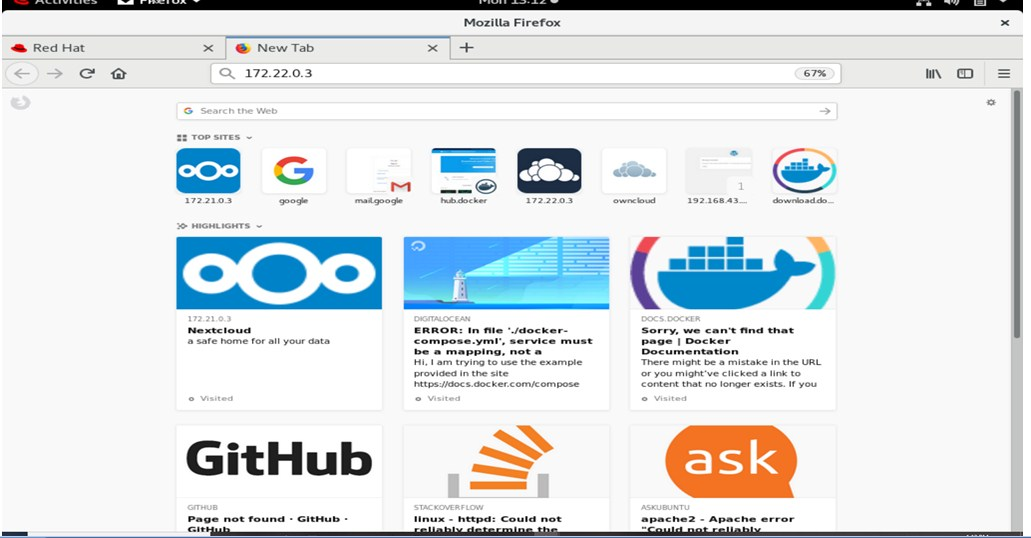 Activities Firefox Mon 13:12
Mozilla Firefox
Red Hat
New Tab
172.22.0.3
67%
Search the Web
TOP SITES
172.21.0.3
google
mail.google
hub.docker
172.22.0.3
owncloud
1
192.168.43...
download.do...
HIGHLIGHTS
172.21.0.3
Nextcloud
a safe home for all your data
Visited
DIGITALOCEAN
ERROR: In file './docker-
compose.yml', service must
be a mapping, not a
Hi, I am trying to use the example
provided in the site
https://docs.docker.com/compose
Visited
DOCS.DOCKER
Sorry, we can't find that
page | Docker
Documentation
There might be a mistake in the URL
or you might've clicked a link to
content that no longer exists. If you
Visited
GitHub
GITHUB
Page not found · GitHub ·
GitHub
STACKOVERFLOW
linux - httpd: Could not
reliably determine the
ask
ASKUBUNTU
apache2 - Apache error
"Could not reliably